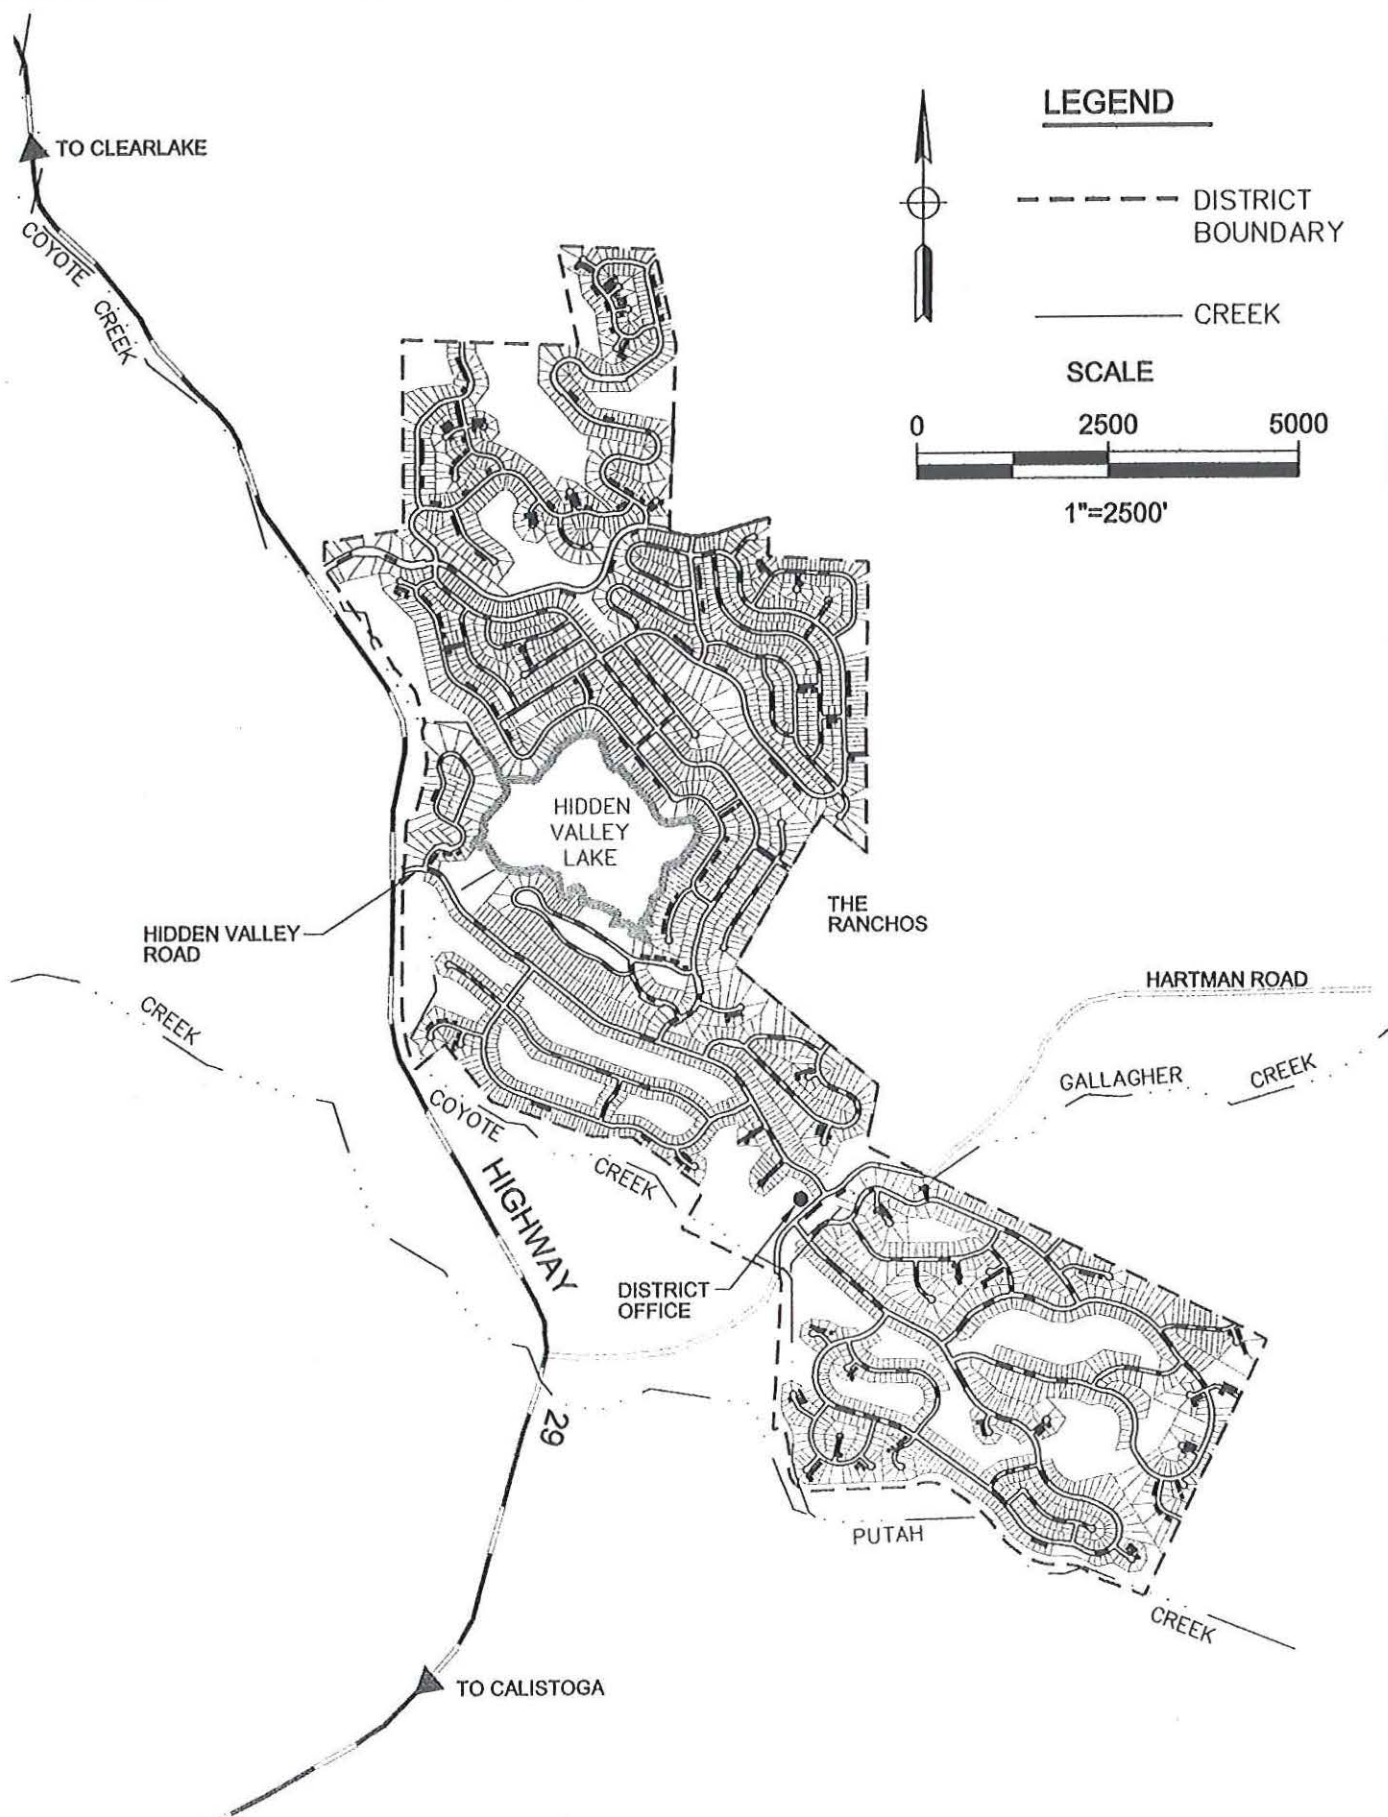 LEGEND
TO CLEARLAKE
DISTRICT
BOUNDARY
COYOTE
CREEK
CREEK
SCALE
0 2500 5000
1"=2500'
HIDDEN
VALLEY
LAKE
THE
RANCHOS
HIDDEN VALLEY
ROAD
HARTMAN ROAD
CREEK
GALLAGHER CREEK
COYOTE
CREEK
HIGHWAY
DISTRICT
OFFICE
29
PUTAH
CREEK
TO CALISTOGA